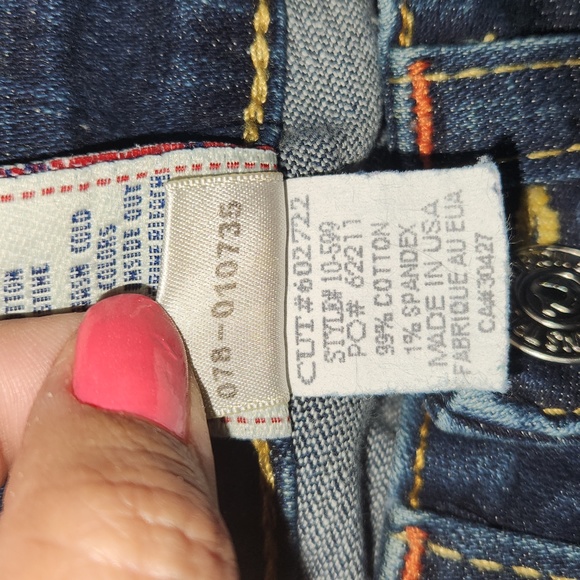 078-010735
CUT #602722
STYLE# 10-599
PO# 62211
99% COTTON
1% SPANDEX
MADE IN USA
FABRIQUE AU EUA
CA#30427